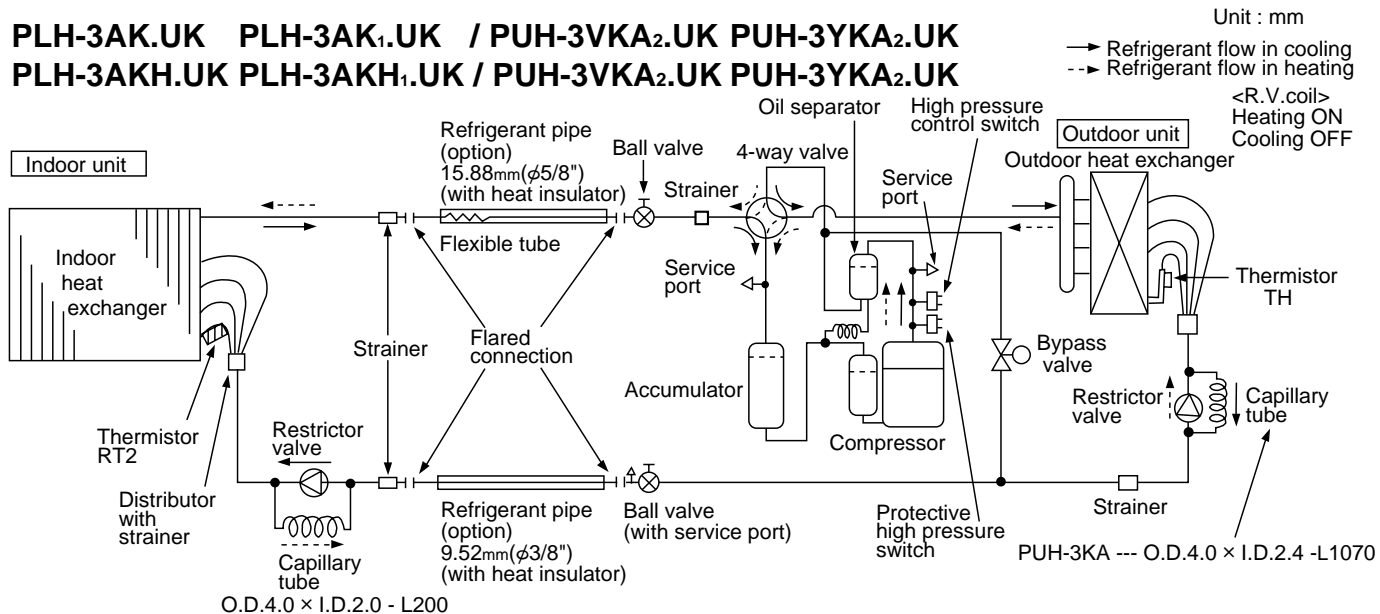 PLH-3AK.UK PLH-3AK1.UK / PUH-3VKA2.UK PUH-3YKA2.UK
PLH-3AKH.UK PLH-3AKH1.UK / PUH-3VKA2.UK PUH-3YKA2.UK
Unit : mm
Refrigerant flow in cooling
Refrigerant flow in heating
<R.V.coil>
Heating ON
Cooling OFF
Indoor unit
Refrigerant pipe
(option)
15.88mm(φ5/8")
(with heat insulator)
Flexible tube
Ball valve
Strainer
4-way valve
Oil separator
High pressure
control switch
Service
port
Outdoor unit
Outdoor heat exchanger
Indoor
heat
exchanger
Service
port
Thermistor
TH
Strainer
Flared
connection
Accumulator
Compressor
Bypass
valve
Restrictor
valve
Capillary
tube
Thermistor
RT2
Restrictor
valve
Distributor
with
strainer
Capillary
tube
O.D.4.0 × I.D.2.0 - L200
Refrigerant pipe
(option)
9.52mm(φ3/8")
(with heat insulator)
Ball valve
(with service port)
Protective
high pressure
switch
Strainer
PUH-3KA --- O.D.4.0 × I.D.2.4 -L1070